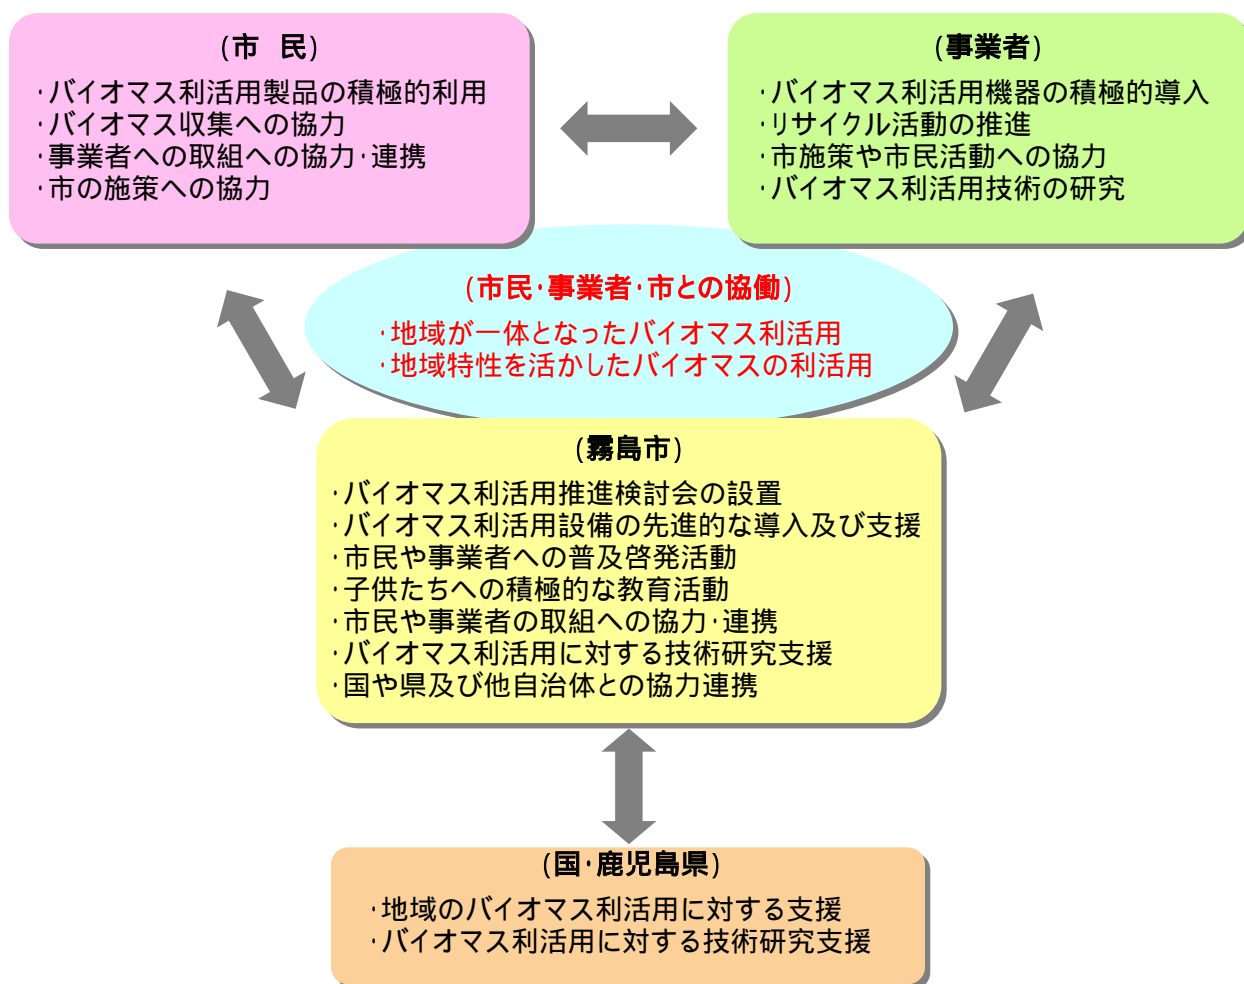 (市 民)
･バイオマス利活用製品の積極的利用
･バイオマス収集への協力
･事業者への取組への協力･連携
･市の施策への協力
(事業者)
･バイオマス利活用機器の積極的導入
･リサイクル活動の推進
･市施策や市民活動への協力
･バイオマス利活用技術の研究
(市民･事業者･市との協働)
･地域が一体となったバイオマス利活用
･地域特性を活かしたバイオマスの利活用
(霧島市)
･バイオマス利活用推進検討会の設置
･バイオマス利活用設備の先進的な導入及び支援
･市民や事業者への普及啓発活動
･子供たちへの積極的な教育活動
･市民や事業者の取組への協力･連携
･バイオマス利活用に対する技術研究支援
･国や県及び他自治体との協力連携
(国･鹿児島県)
･地域のバイオマス利活用に対する支援
･バイオマス利活用に対する技術研究支援